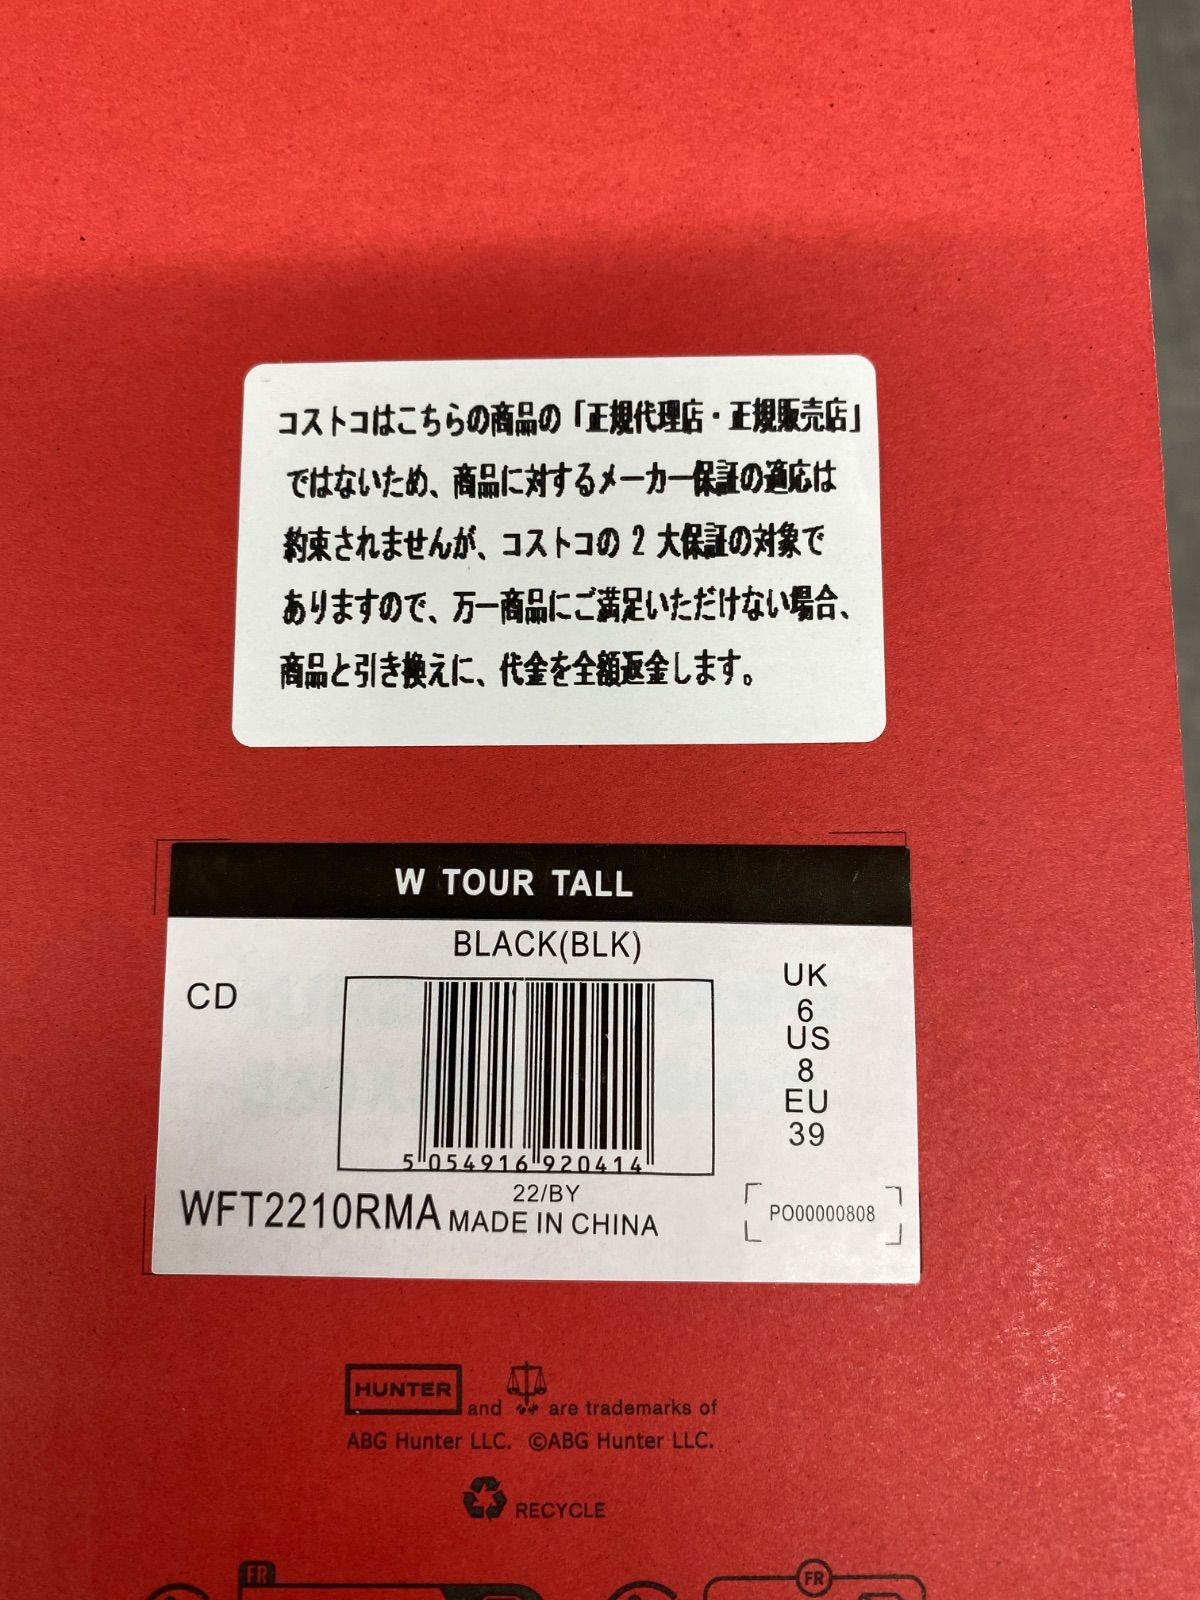 コストコはこちらの商品の「正規代理店・正規販売店」
ではないため、商品に対するメーカー保証の適応は
約束されませんが、コストコの 2 大保証の対象で
ありますので、万一商品にご満足いただけない場合、
商品と引き換えに、代金を全額返金します。
W TOUR TALL
BLACK(BLK)
CD
UK
6
US
8
EU
39
5 054916 920414
22/BY
WFT2210RMA MADE IN CHINA
PO00000808
HUNTER and are trademarks of
ABG Hunter LLC. ©ABG Hunter LLC.
RECYCLE
FR
FR